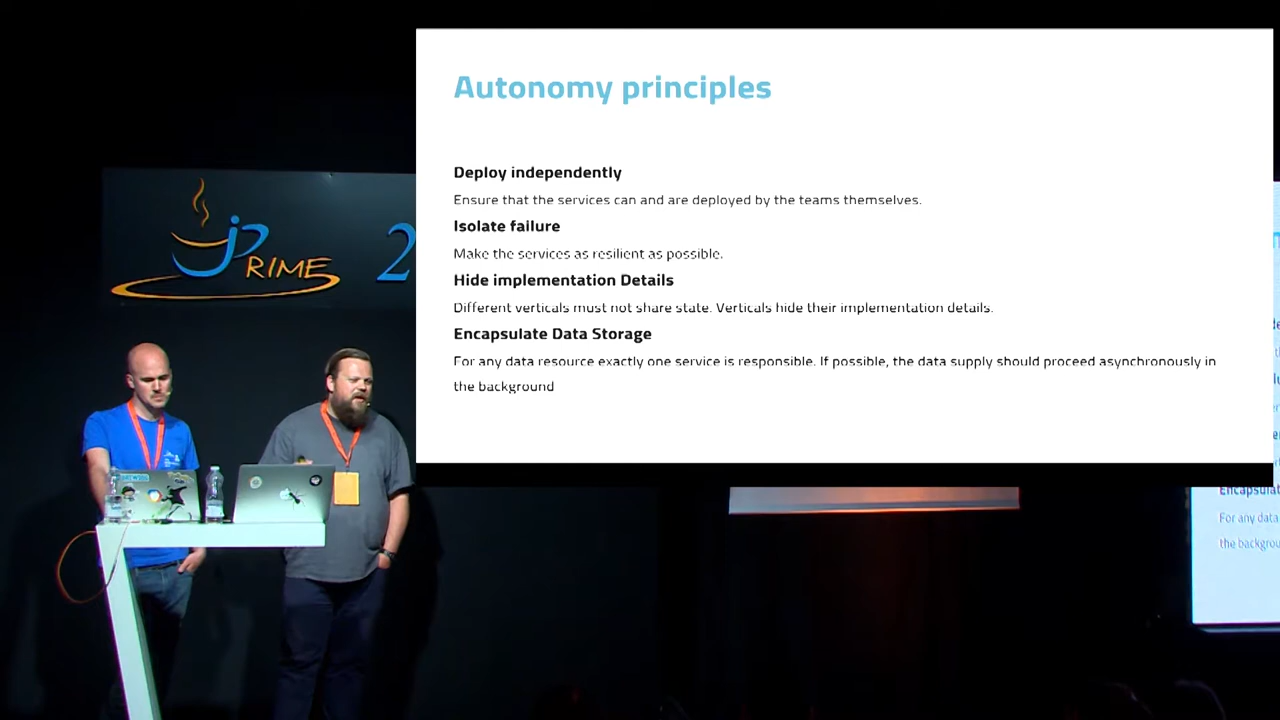 Autonomy principles
Deploy independently
Ensure that the services can and are deployed by the teams themselves.
Isolate failure
Make the services as resilient as possible.
Hide implementation Details
Different verticals must not share state. Verticals hide their implementation details.
Encapsulate Data Storage
For any data resource exactly one service is responsible. If possible, the data supply should proceed asynchronously in
the background
jPRIME 2
Encapsulat
For any data
the backgrou